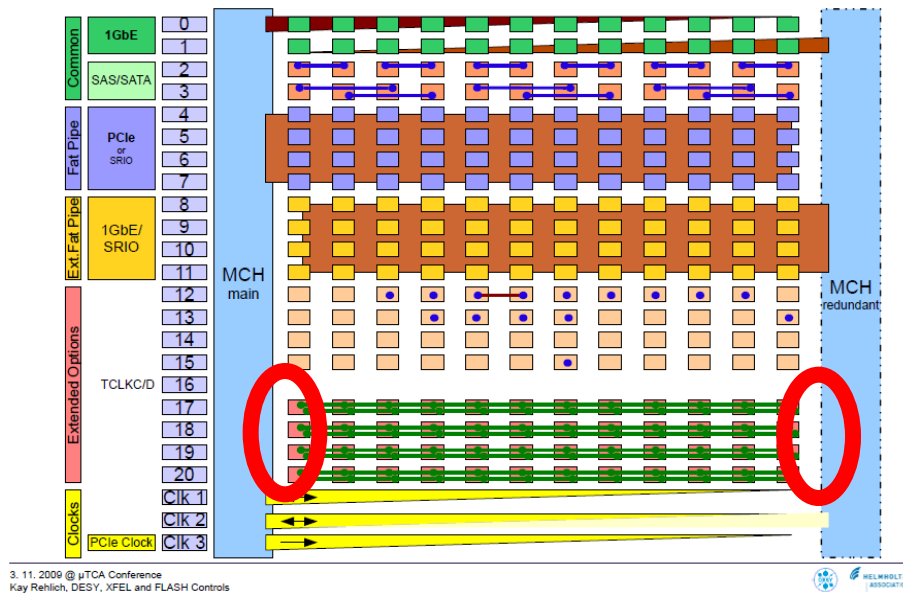 Common
1GbE
0
1
SAS/SATA
2
3
Fat Pipe
PCIe
or
SRIO
4
5
6
7
Ext.Fat Pipe
1GbE/
SRIO
8
9
10
11
Extended Options
12
13
14
15
TCLKC/D
16
17
18
19
20
Clocks
Clk 1
Clk 2
PCIe Clock
Clk 3
MCH
main
MCH
redundant
3. 11. 2009 @ µTCA Conference
Kay Rehlich, DESY, XFEL and FLASH Controls
DESY
HELMHOLTZ
ASSOCIATI